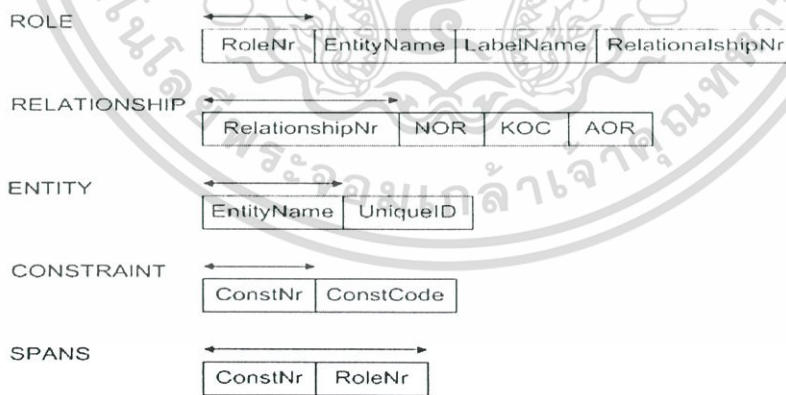 ROLE
RoleNr EntityName LabelName RelationalshipNr
RELATIONSHIP
RelationshipNr NOR KOC AOR
ENTITY
EntityName UniqueID
CONSTRAINT
ConstNr ConstCode
SPANS
ConstNr RoleNr